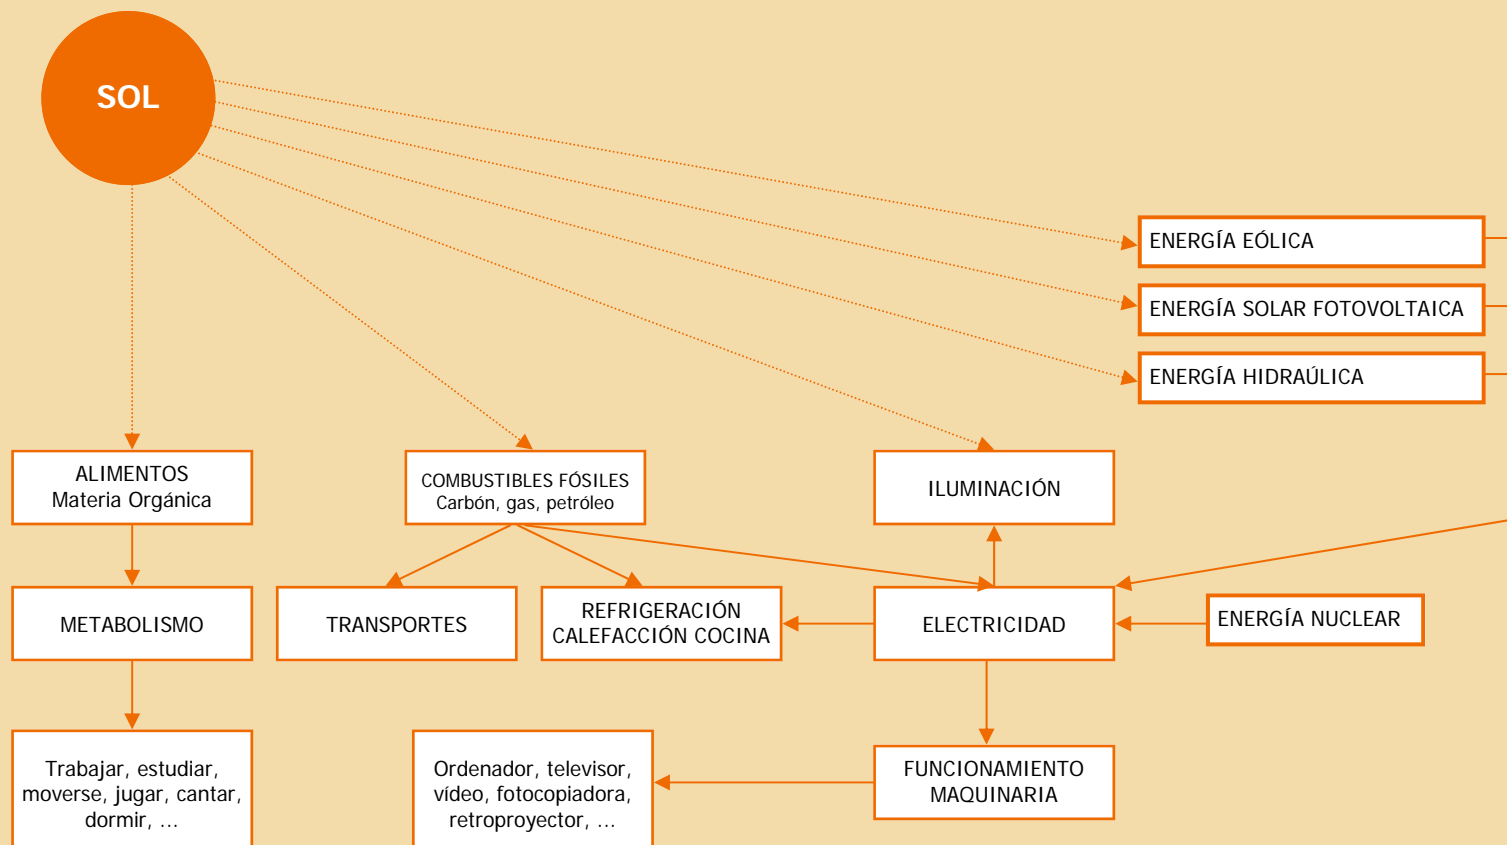 SOL
ENERGÍA EÓLICA
ENERGÍA SOLAR FOTOVOLTAICA
ENERGÍA HIDRAÚLICA
ALIMENTOS
Materia Orgánica
COMBUSTIBLES FÓSILES
Carbón, gas, petróleo
ILUMINACIÓN
METABOLISMO
TRANSPORTES
REFRIGERACIÓN
CALEFACCIÓN COCINA
ELECTRICIDAD
ENERGÍA NUCLEAR
Trabajar, estudiar,
moverse, jugar, cantar,
dormir, ...
Ordenador, televisor,
vídeo, fotocopiadora,
retroproyector, ...
FUNCIONAMIENTO
MAQUINARIA